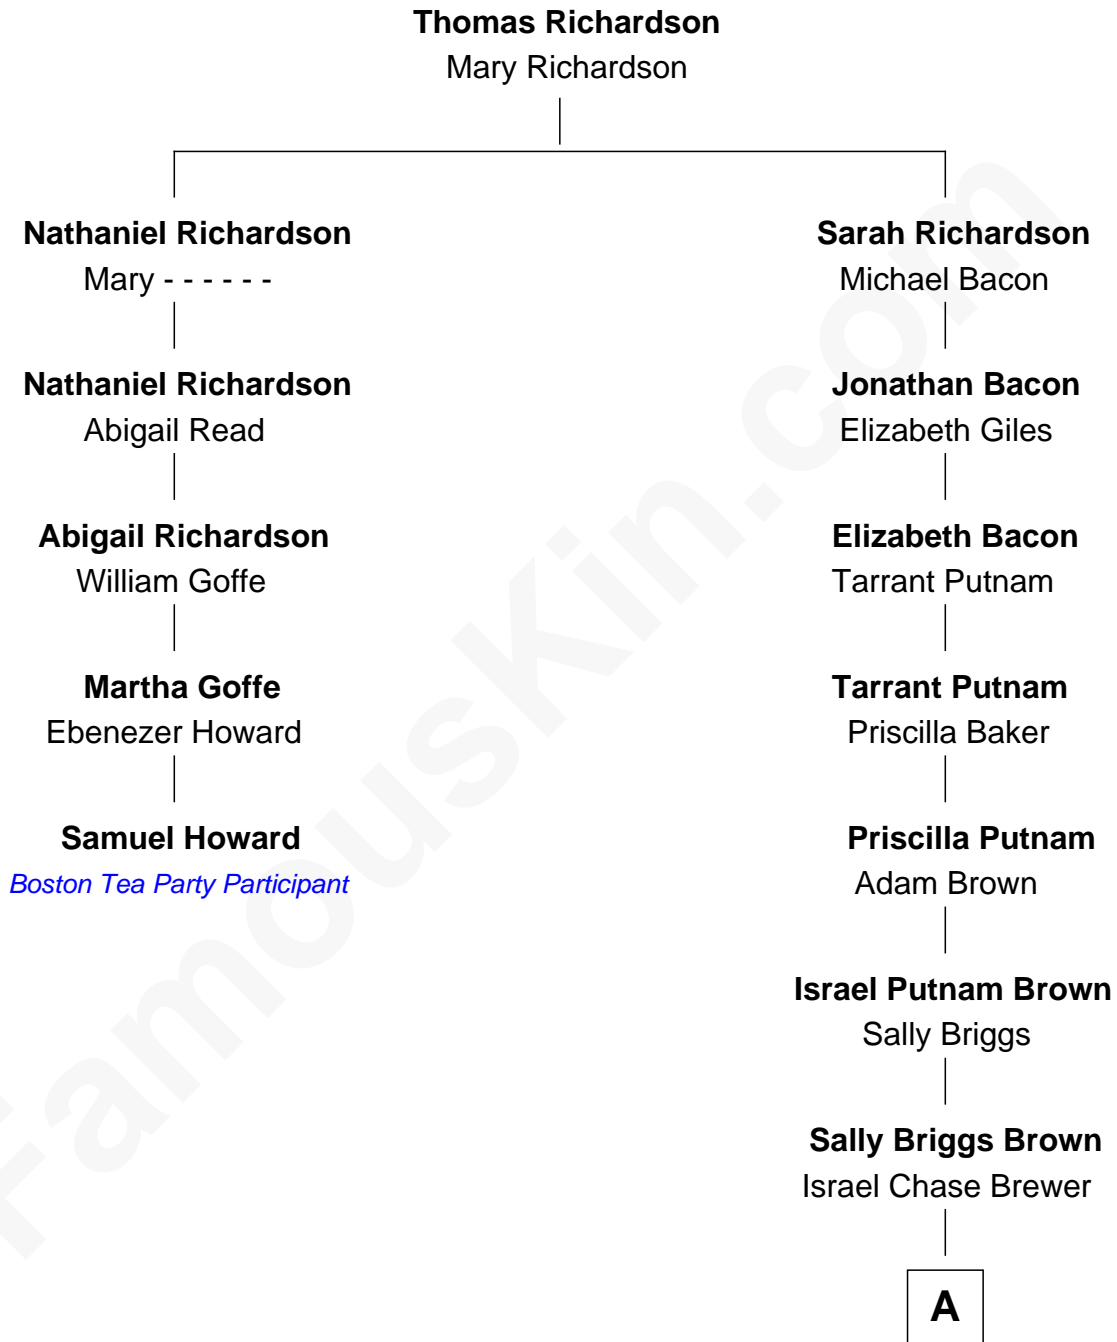 Thomas Richardson
Mary Richardson
Nathaniel Richardson
Mary - - - - - -
Sarah Richardson
Michael Bacon
Nathaniel Richardson
Abigail Read
Jonathan Bacon
Elizabeth Giles
Abigail Richardson
William Goffe
Elizabeth Bacon
Tarrant Putnam
Martha Goffe
Ebenezer Howard
Tarrant Putnam
Priscilla Baker
Samuel Howard
Boston Tea Party Participant
Priscilla Putnam
Adam Brown
Israel Putnam Brown
Sally Briggs
Sally Briggs Brown
Israel Chase Brewer
A
FamousKin.com